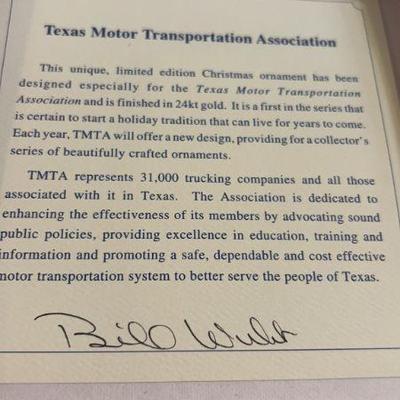 Texas Motor Transportation Association
This unique, limited edition Christmas ornament has been
designed especially for the Texas Motor Transportation
Association and is finished in 24kt gold. It is a first in the series that
is certain to start a holiday tradition that can live for years to come.
Each year, TMTA will offer a new design, providing for a collector's
series of beautifully crafted ornaments.
TMTA represents 31,000 trucking companies and all those
associated with it in Texas. The Association is dedicated to
enhancing the effectiveness of its members by advocating sound
public policies, providing excellence in education, training and
information and promoting a safe, dependable and cost effective
motor transportation system to better serve the people of Texas.
Bill